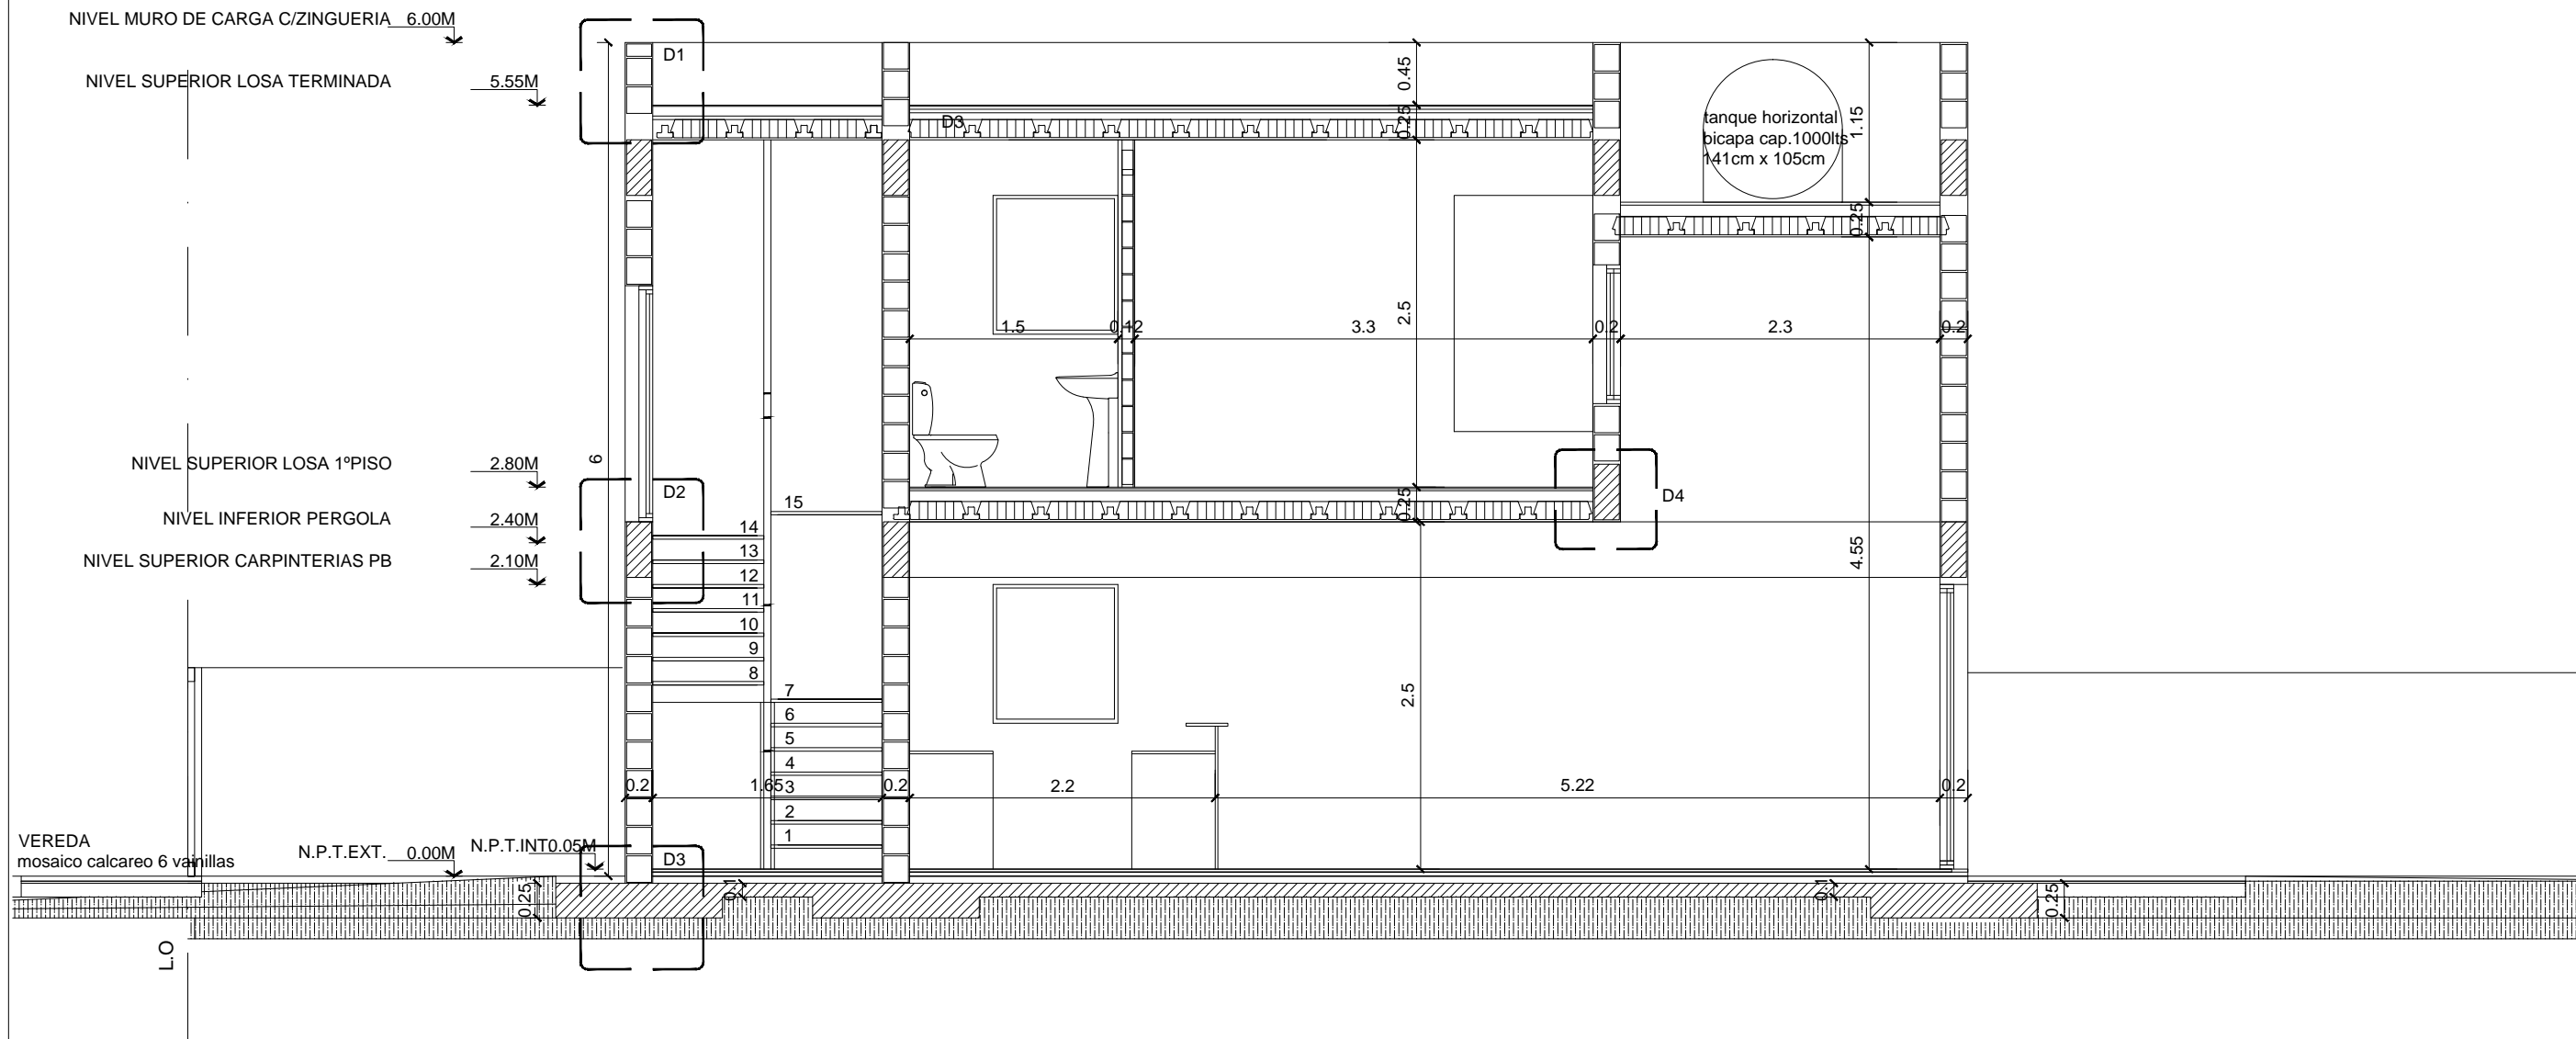 NIVEL MURO DE CARGA C/ZINGUERIA 6.00M
D1
NIVEL SUPERIOR LOSA TERMINADA 5.55M
0.45
0.25
D3
tanque horizontal
bicapa cap.1000lts
141cm x 105cm
1.15
0.25
2.5
1.5
0.12
3.3
0.2
2.3
0.2
6
NIVEL SUPERIOR LOSA 1ºPISO 2.80M
D2
D4
15
0.25
NIVEL INFERIOR PERGOLA 2.40M
14
13
NIVEL SUPERIOR CARPINTERIAS PB 2.10M
4.55
12
11
10
9
8
7
2.5
6
5
4
3
2
1
0.2
1.65
0.2
2.2
5.22
0.2
VEREDA
mosaico calcareo 6 vainillas
N.P.T.EXT. 0.00M
N.P.T.INT0.05M
D3
0.25
0.1
0.1
0.25
L.O